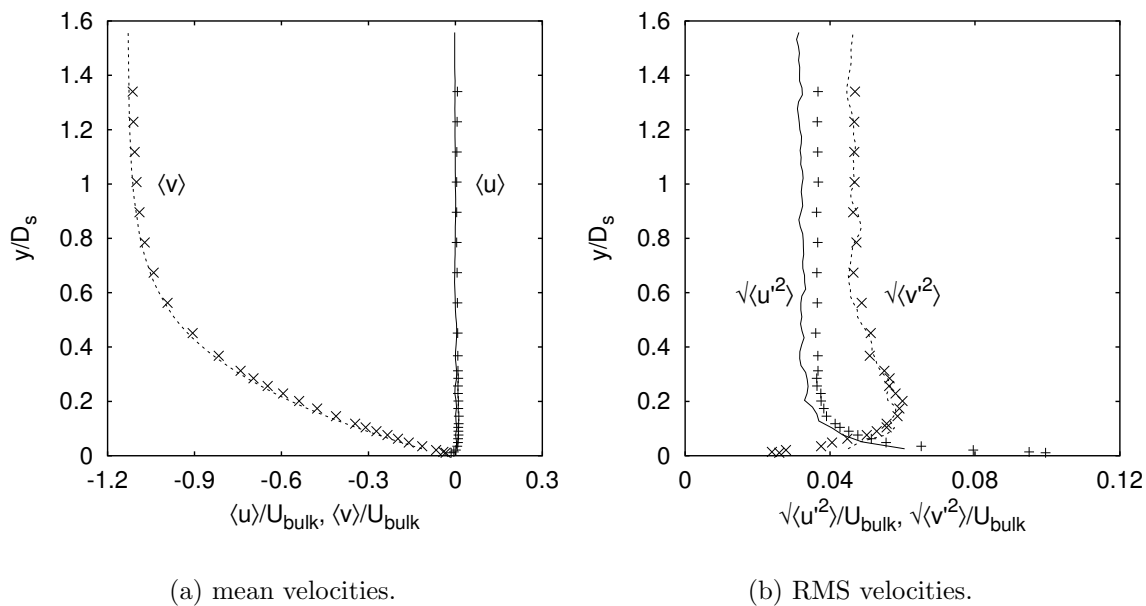 1.6
1.4
1.2
1
0.8
0.6
0.4
0.2
0
y/D_s
⟨v⟩
⟨u⟩
-1.2 -0.9 -0.6 -0.3 0 0.3
⟨u⟩/U_bulk, ⟨v⟩/U_bulk
(a) mean velocities.
1.6
1.4
1.2
1
0.8
0.6
0.4
0.2
0
y/D_s
√⟨u'²⟩
√⟨v'²⟩
0 0.04 0.08 0.12
√⟨u'²⟩/U_bulk, √⟨v'²⟩/U_bulk
(b) RMS velocities.